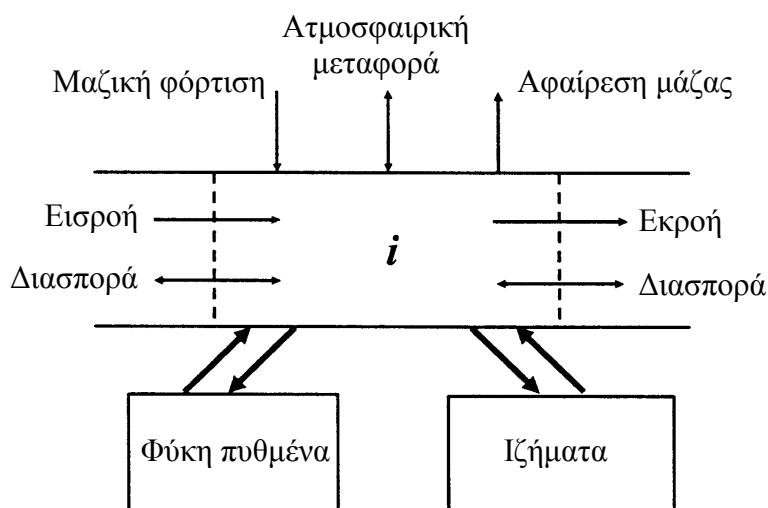 Ατμοσφαιρική
μεταφορά
Μαζική φόρτιση
Αφαίρεση μάζας
Εισροή
Εκροή
i
Διασπορά
Διασπορά
Φύκη πυθμένα
Ιζήματα